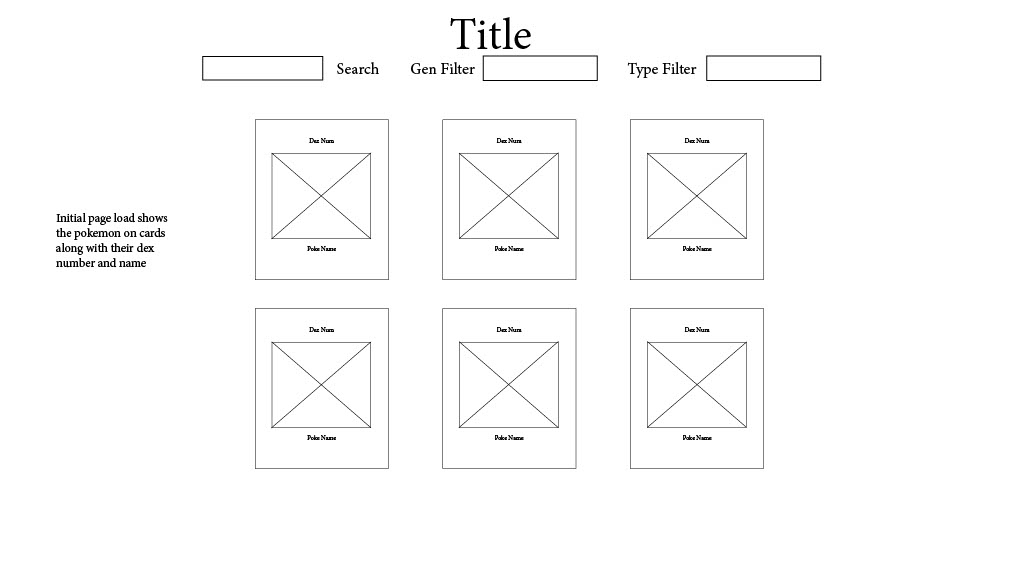 Title
Search Gen Filter Type Filter
Dex Num Dex Num Dex Num
Initial page load shows
the pokemon on cards
along with their dex
number and name
Poke Name Poke Name Poke Name
Dex Num Dex Num Dex Num
Poke Name Poke Name Poke Name